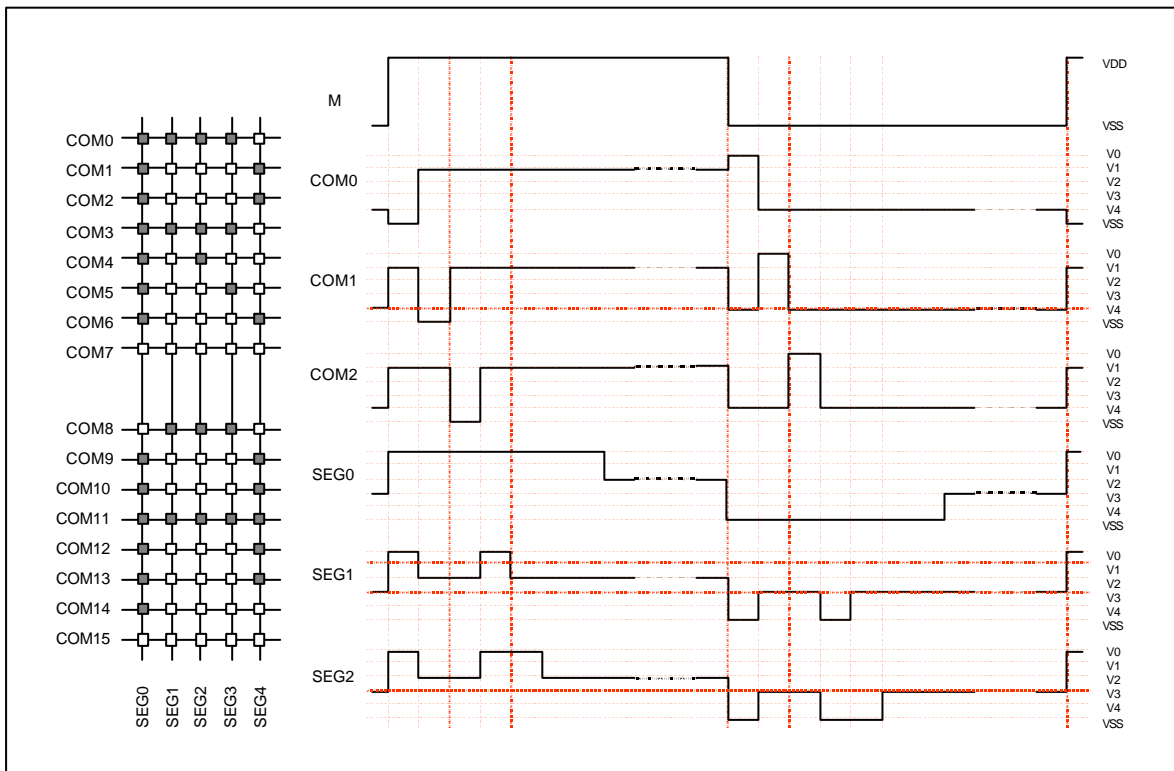 COM0
COM1
COM2
COM3
COM4
COM5
COM6
COM7
COM8
COM9
COM10
COM11
COM12
COM13
COM14
COM15
SEG0
SEG1
SEG2
SEG3
SEG4
M
VDD
VSS
COM0
V0
V1
V2
V3
V4
VSS
COM1
V0
V1
V2
V3
V4
VSS
COM2
V0
V1
V2
V3
V4
VSS
SEG0
V0
V1
V2
V3
V4
VSS
SEG1
V0
V1
V2
V3
V4
VSS
SEG2
V0
V1
V2
V3
V4
VSS